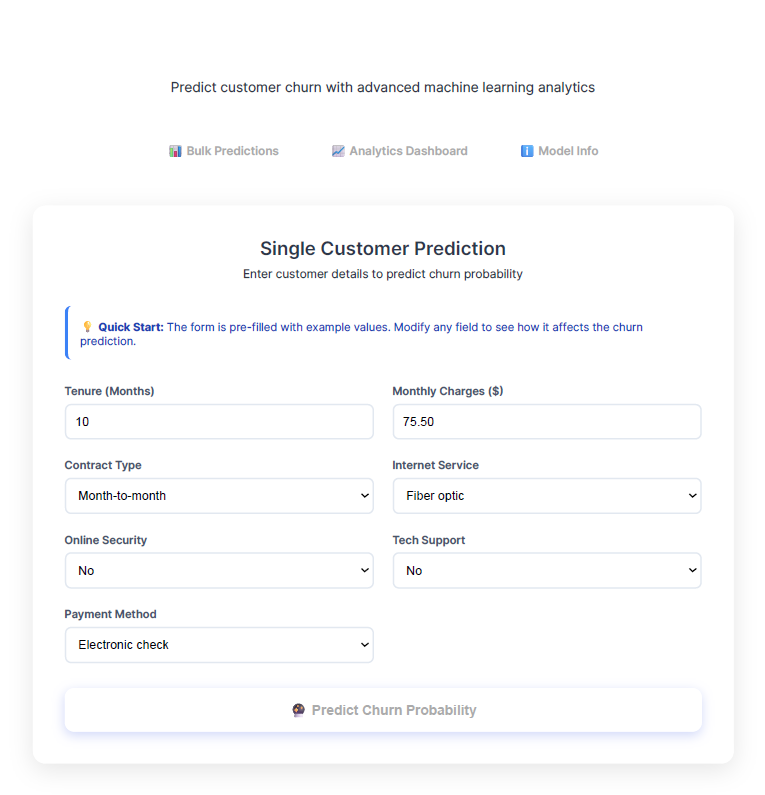 Predict customer churn with advanced machine learning analytics
📊 Bulk Predictions 📈 Analytics Dashboard ℹ️ Model Info
Single Customer Prediction
Enter customer details to predict churn probability
💡 Quick Start: The form is pre-filled with example values. Modify any field to see how it affects the churn
prediction.
Tenure (Months) Monthly Charges ($)
10 75.50
Contract Type Internet Service
Month-to-month Fiber optic
Online Security Tech Support
No No
Payment Method
Electronic check
🔮 Predict Churn Probability